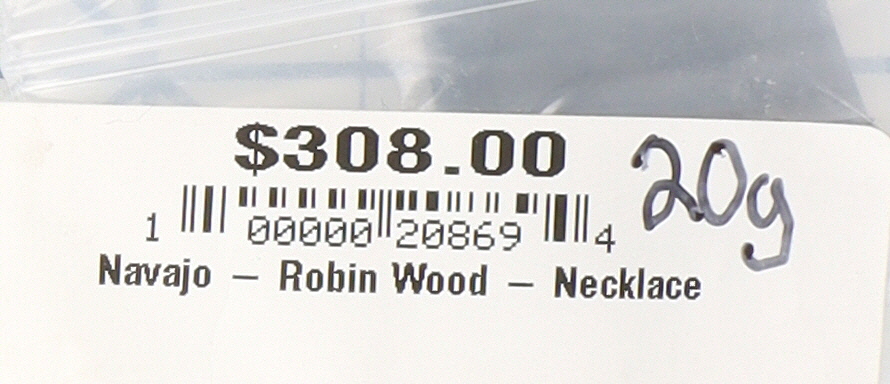 $308.00
20g
1 00000 20869 4
Navajo – Robin Wood – Necklace